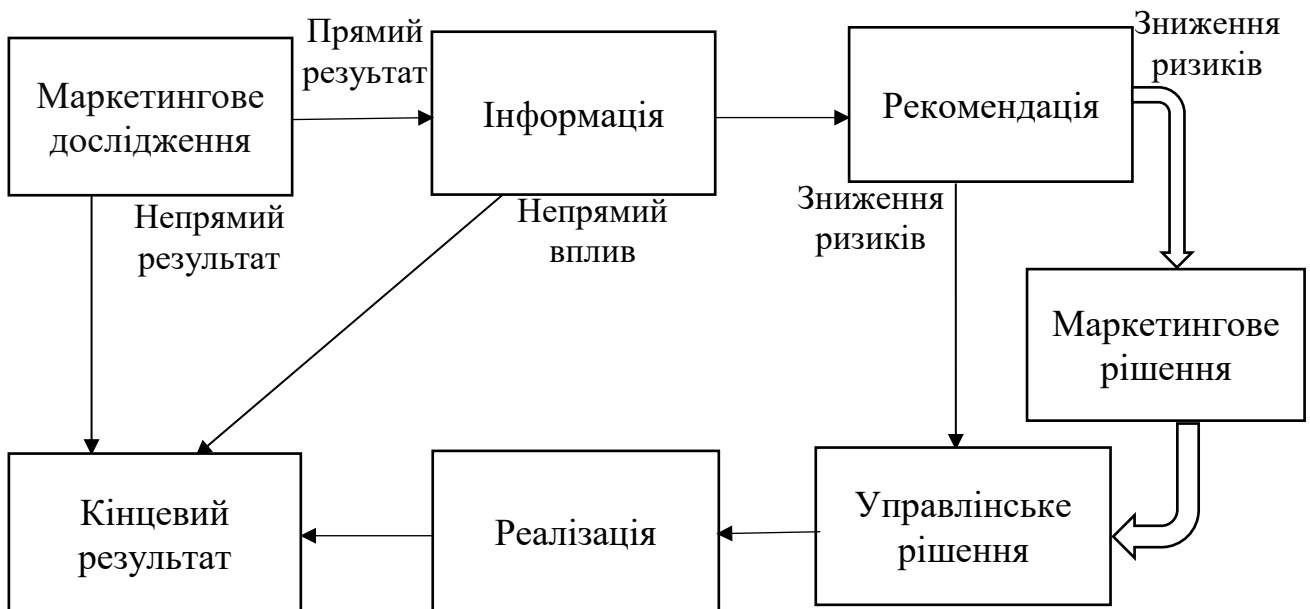 Маркетингове
дослідження
Прямий
резуьтат
Інформація
Рекомендація
Зниження
ризиків
Непрямий
результат
Непрямий
вплив
Зниження
ризиків
Маркетингове
рішення
Кінцевий
результат
Реалізація
Управлінське
рішення